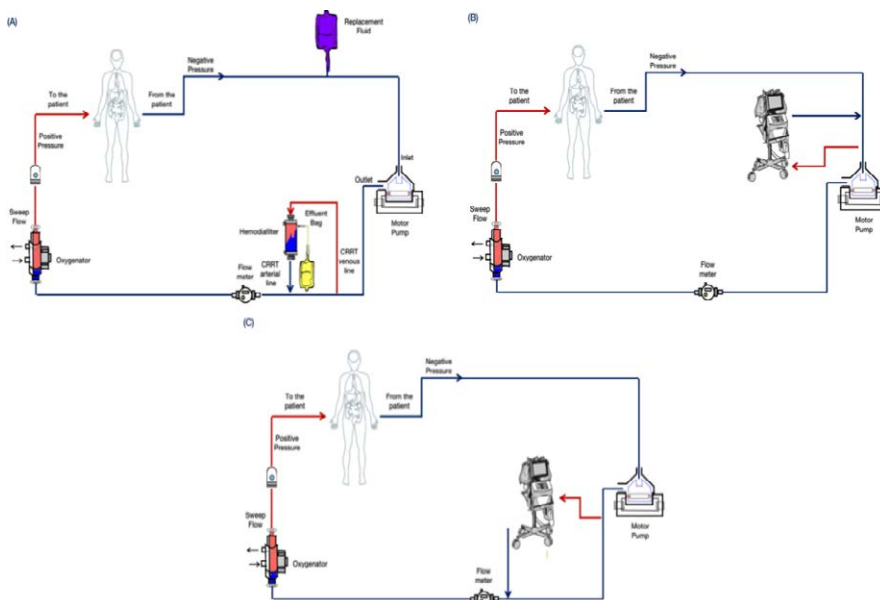 (A)
Replacement
Fluid
Negative
Pressure
To the
patient
From the
patient
Positive
Pressure
Inlet
Outlet
Motor
Pump
Sweep
Flow
Oxygenator
Hemodiafilter
Effluent
Bag
CRRT
arterial
line
CRRT
venous
line
Flow
meter
(B)
Negative
Pressure
To the
patient
From the
patient
Positive
Pressure
Sweep
Flow
Oxygenator
Motor
Pump
Flow
meter
(C)
Negative
Pressure
To the
patient
From the
patient
Positive
Pressure
Sweep
Flow
Oxygenator
Motor
Pump
Flow
meter